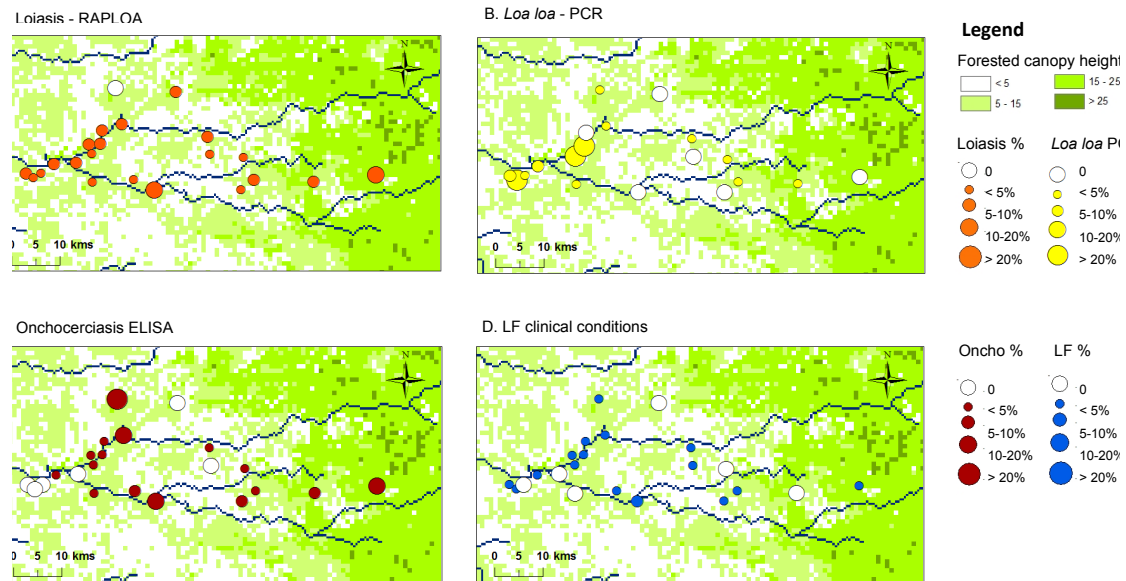 Loiasis - RAPLOA
B. Loa loa - PCR
Legend
Forested canopy height
< 5
15 - 25
5 - 15
> 25
Loiasis %
Loa loa P
0
0
< 5%
< 5%
5-10%
5-10%
10-20%
10-20%
> 20%
> 20%
N
0 5 10 kms
N
0 5 10 kms
Onchocerciasis ELISA
D. LF clinical conditions
Oncho %
LF %
0
0
< 5%
< 5%
5-10%
5-10%
10-20%
10-20%
> 20%
> 20%
N
0 5 10 kms
N
0 5 10 kms